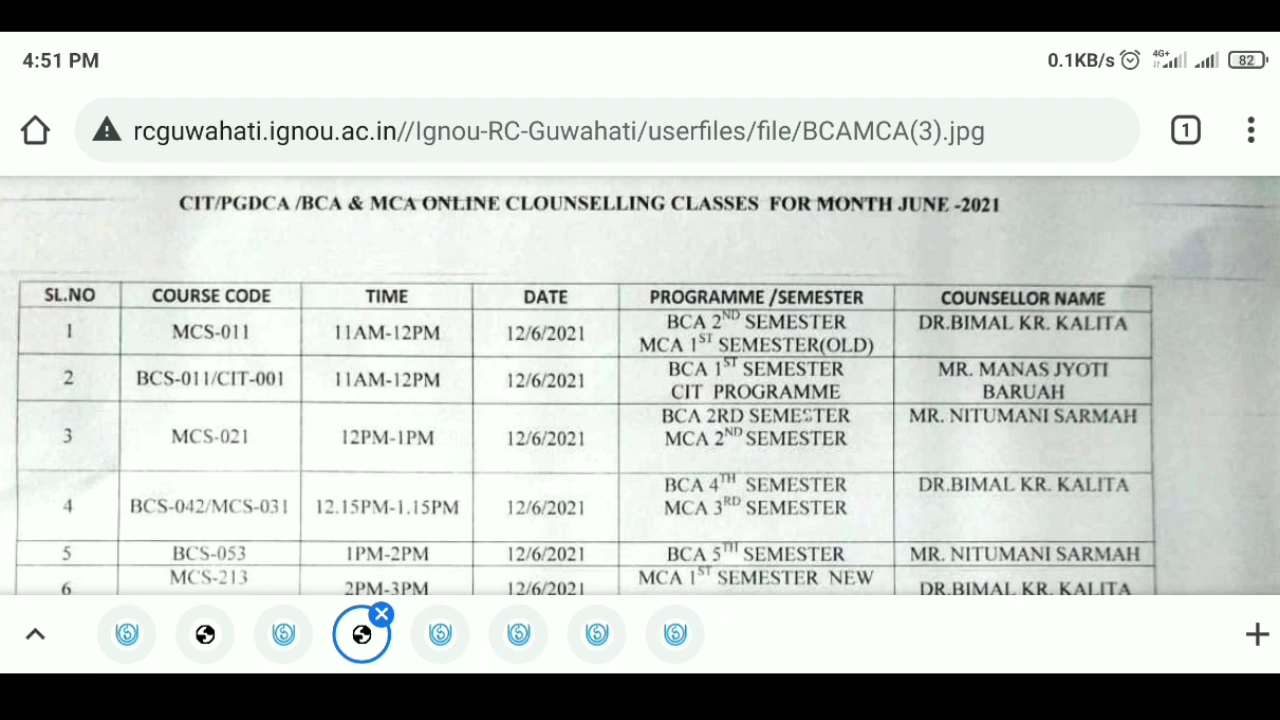 4:51 PM
0.1KB/s 4G+ 82
rcguwahati.ignou.ac.in//Ignou-RC-Guwahati/userfiles/file/BCAMCA(3).jpg
1
CIT/PGDCA /BCA & MCA ONLINE CLOUNSELLING CLASSES FOR MONTH JUNE -2021
SL.NO COURSE CODE TIME DATE PROGRAMME /SEMESTER COUNSELLOR NAME
1 MCS-011 11AM-12PM 12/6/2021 BCA 2ND SEMESTER DR.BIMAL KR. KALITA
MCA 1ST SEMESTER(OLD)
2 BCS-011/CIT-001 11AM-12PM 12/6/2021 BCA 1ST SEMESTER MR. MANAS JYOTI
CIT PROGRAMME BARUAH
3 MCS-021 12PM-1PM 12/6/2021 BCA 2RD SEMESTER MR. NITUMANI SARMAH
MCA 2ND SEMESTER
4 BCS-042/MCS-031 12.15PM-1.15PM 12/6/2021 BCA 4TH SEMESTER DR.BIMAL KR. KALITA
MCA 3RD SEMESTER
5 BCS-053 1PM-2PM 12/6/2021 BCA 5TH SEMESTER MR. NITUMANI SARMAH
6 MCS-213 2PM-3PM 12/6/2021 MCA 1ST SEMESTER NEW DR.BIMAL KR. KALITA